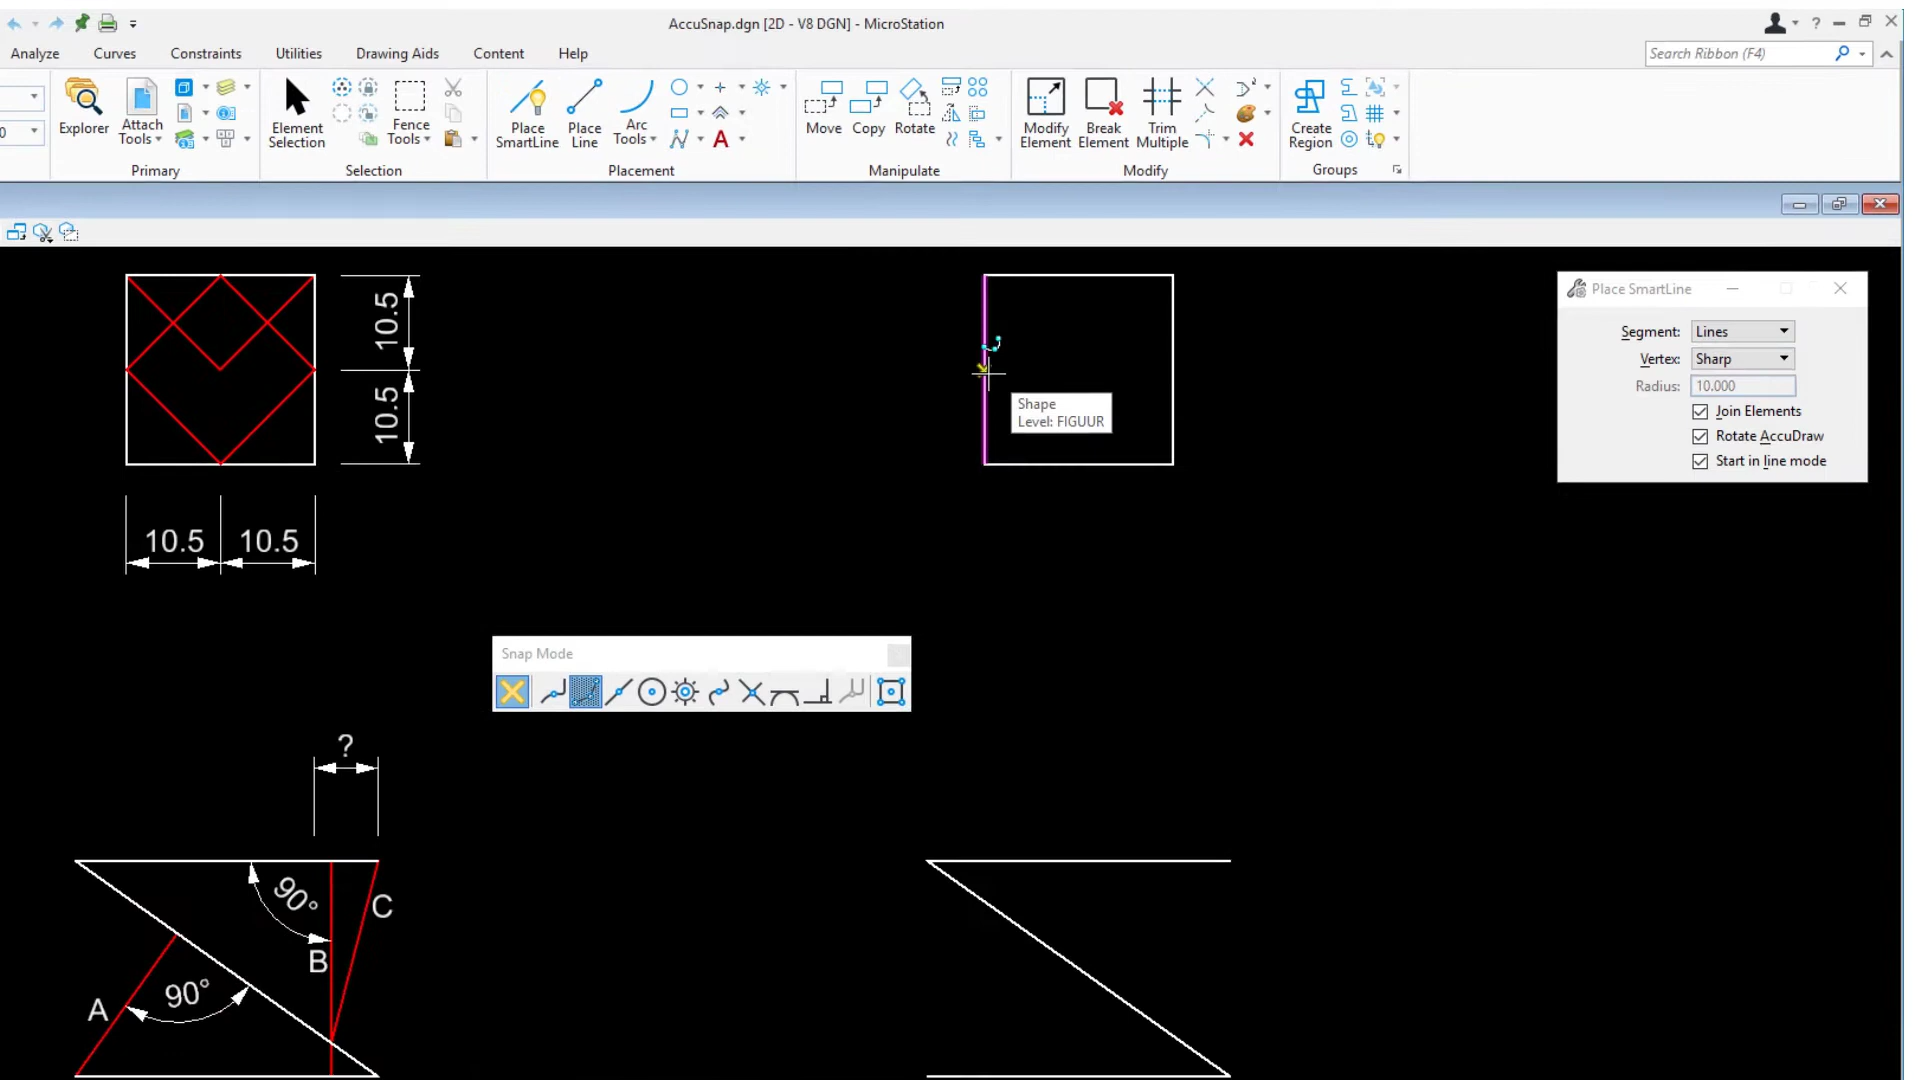 AccuSnap.dgn [2D - V8 DGN] - MicroStation
?
Analyze Curves Constraints Utilities Drawing Aids Content Help
Search Ribbon (F4)
0
Explorer
Attach Tools
Primary
Element Selection
Fence Tools
Selection
Place SmartLine
Place Line
Arc Tools
A
Placement
Move
Copy
Rotate
Manipulate
Modify Element
Break Element
Trim Multiple
Modify
Create Region
Groups
10.5
10.5
10.5 10.5
Shape
Level: FIGUUR
Place SmartLine
Segment: Lines
Vertex: Sharp
Radius: 10.000
Join Elements
Rotate AccuDraw
Start in line mode
Snap Mode
?
90°
C
B
90°
A